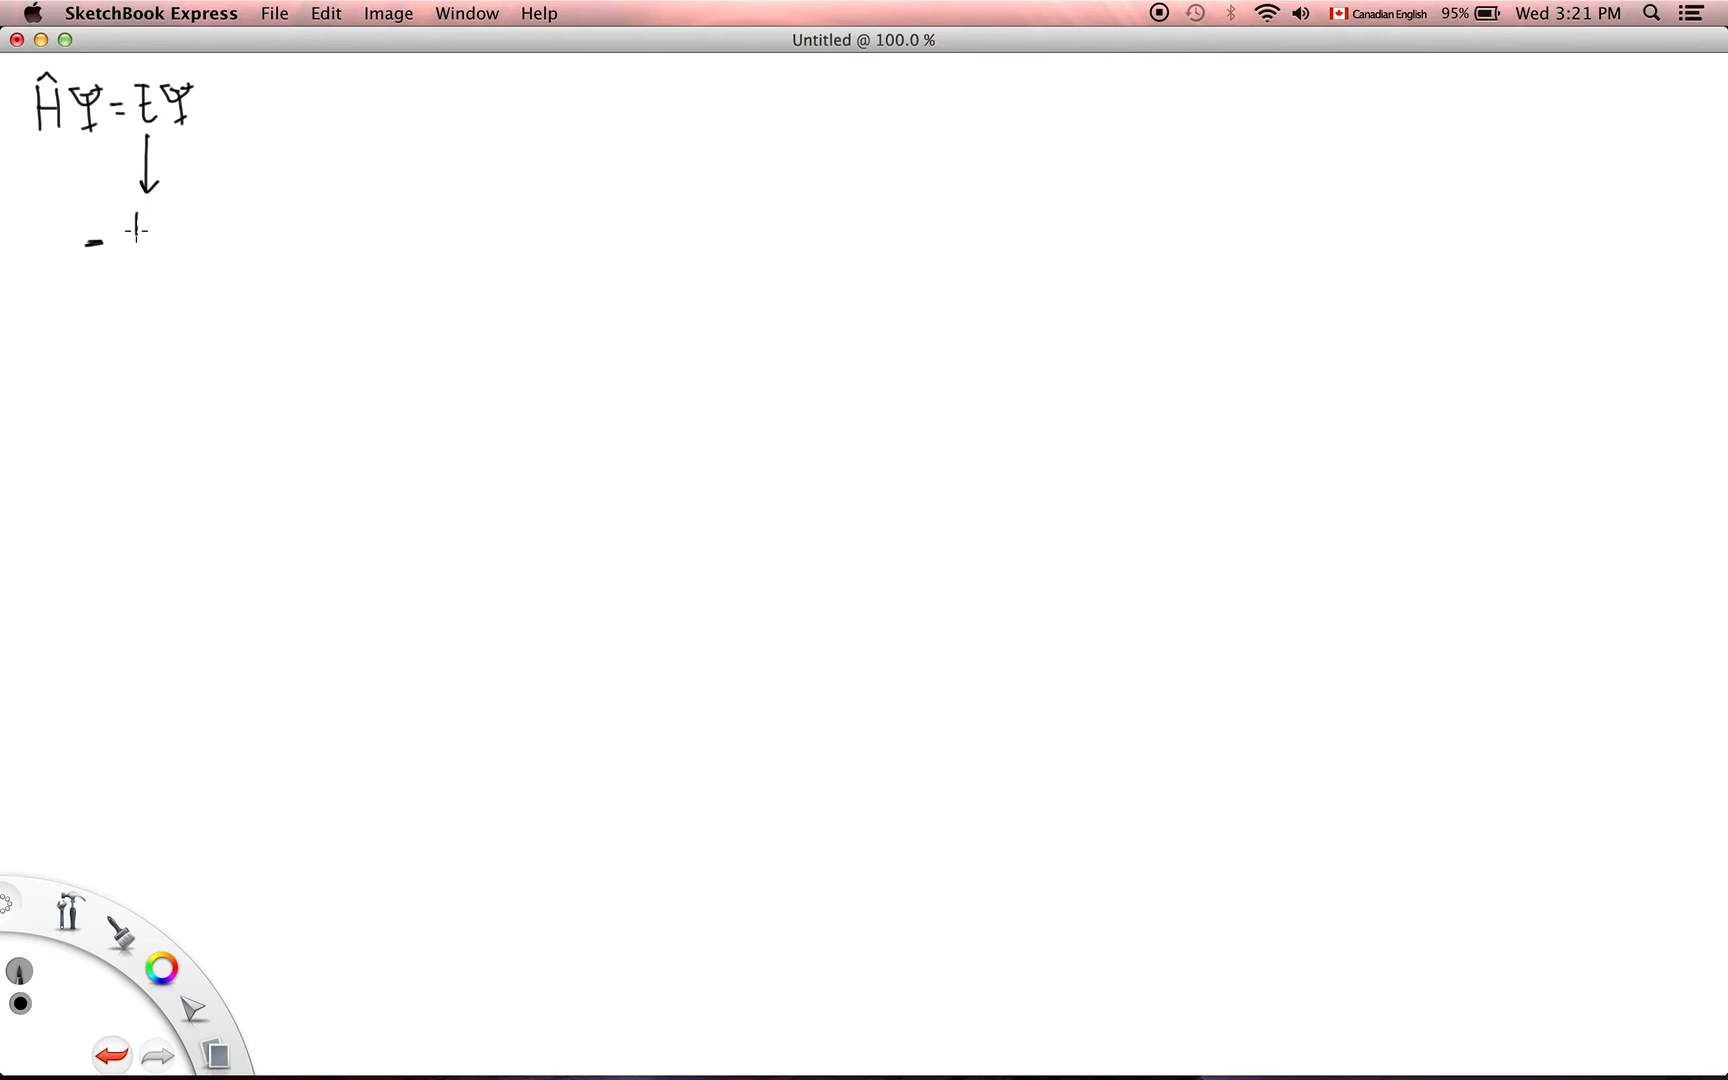 SketchBook Express File Edit Image Window Help Canadian English 95% Wed 3:21 PM
Untitled @ 100.0 %
ĤΨ=EΨ
↓
-